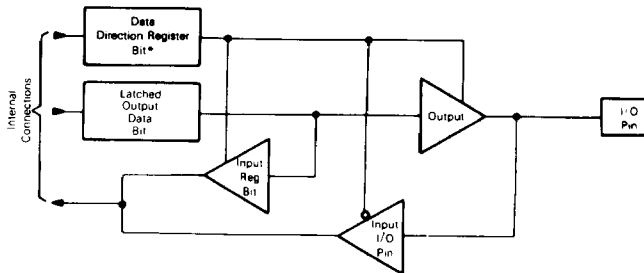 Data
Direction Register
Bit*
Internal
Connections
Latched
Output
Data
Bit
Output
I/O
Pin
Input
Reg
Bit
Input
I/O
Pin